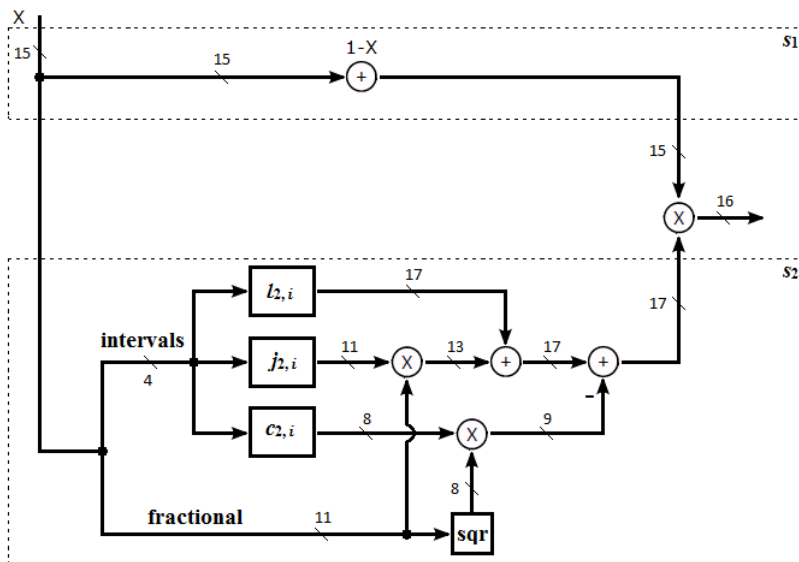 X
s1
15
15
1-X
+
15
X
16
s2
17
l2,i
17
intervals
4
j2,i
11
X
13
+
17
+
-
c2,i
8
X
9
8
fractional
11
sqr